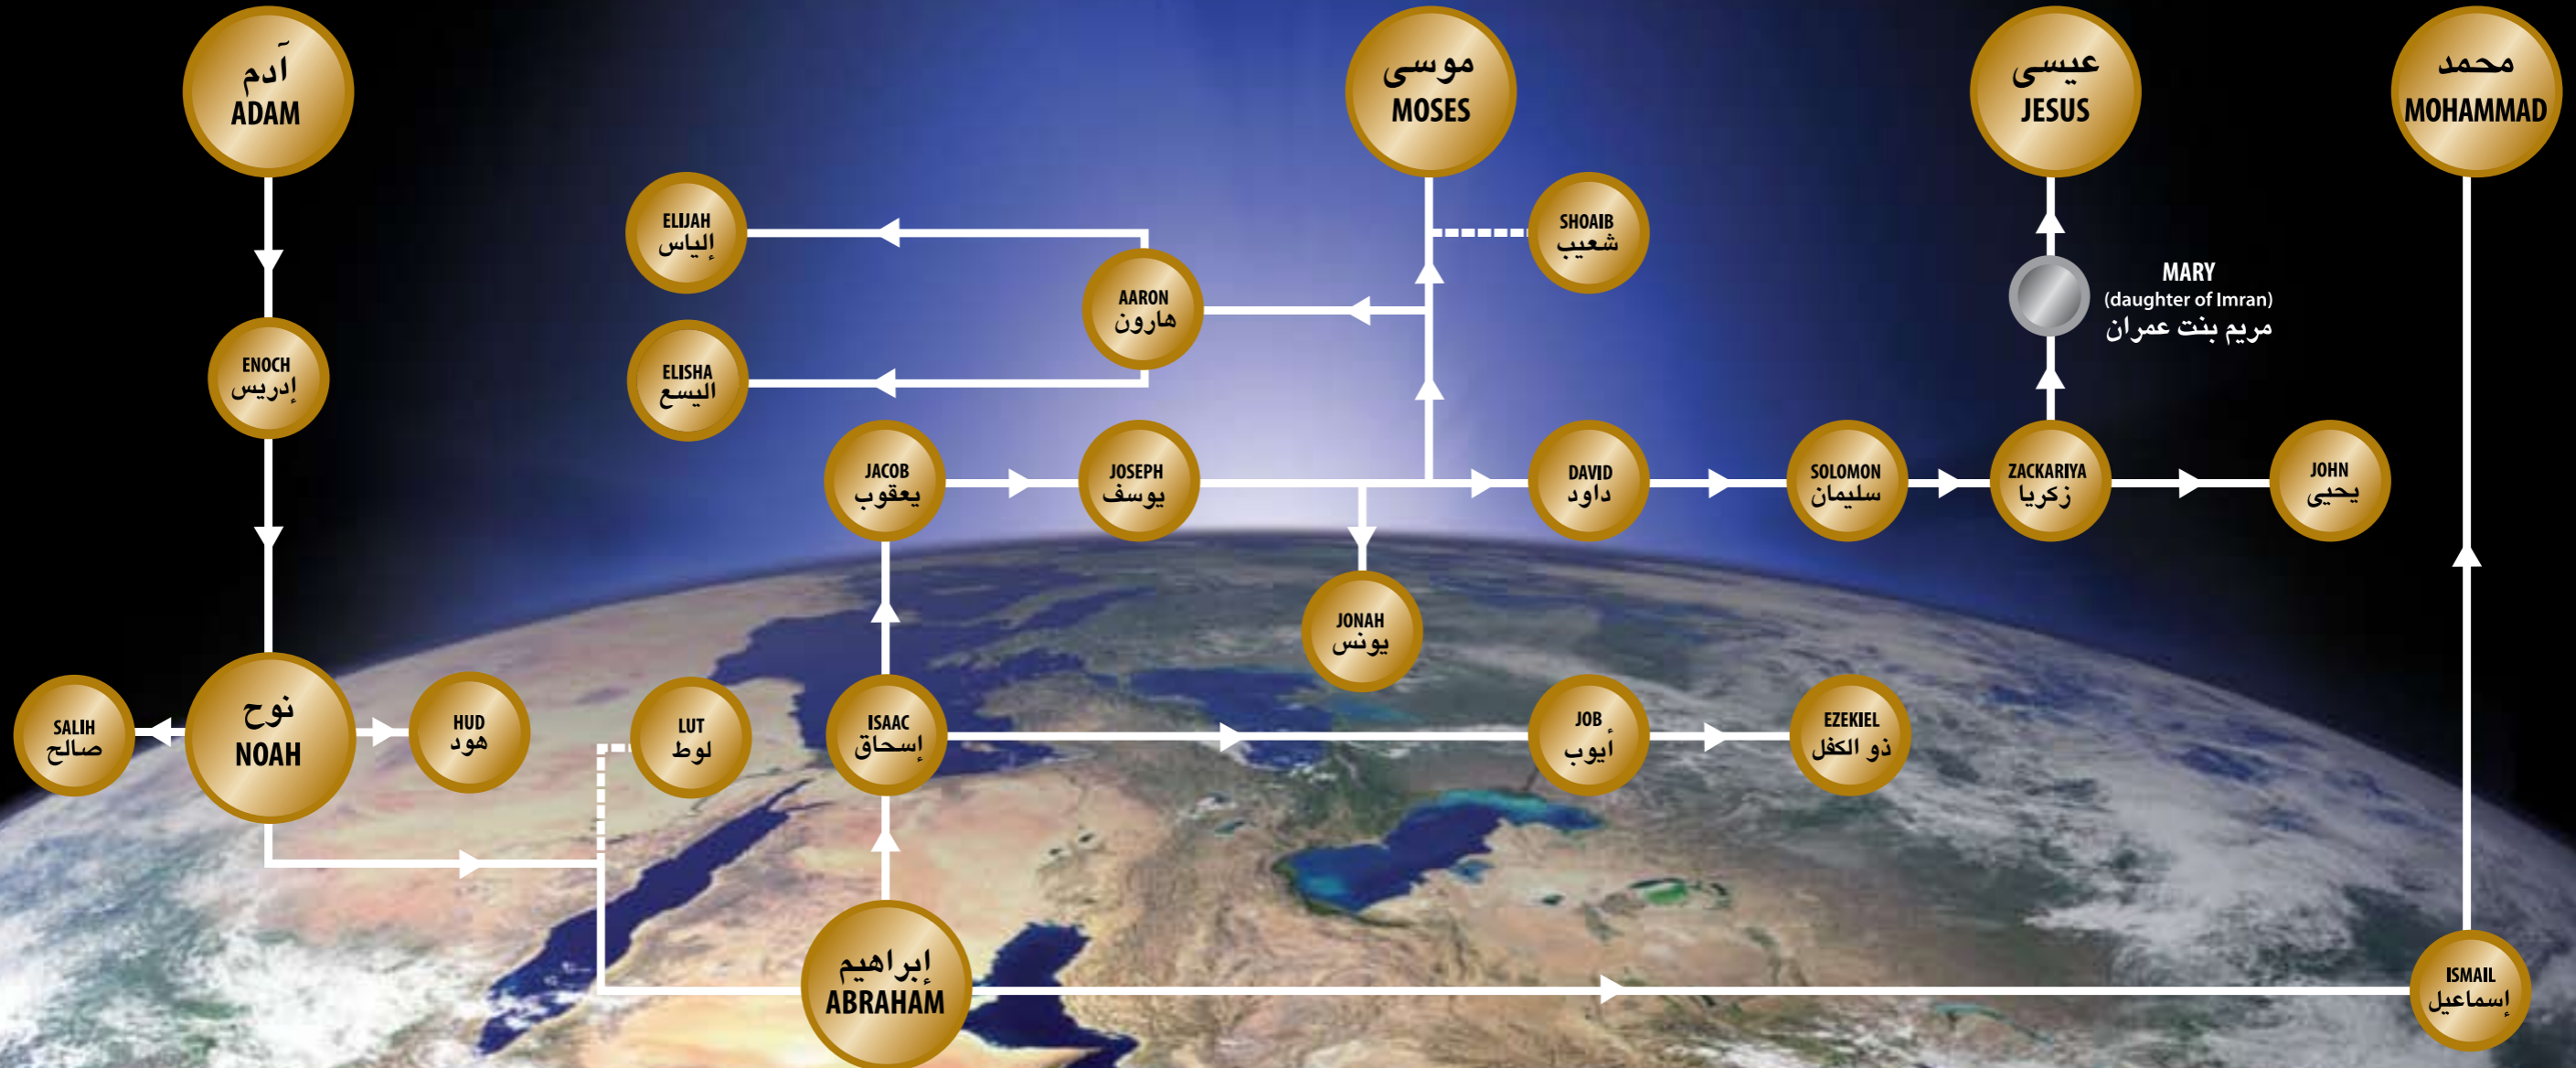 آدم
ADAM
موسى
MOSES
عيسى
JESUS
محمد
MOHAMMAD
ELIJAH
إلياس
SHOAIB
شعيب
AARON
هارون
MARY
(daughter of Imran)
مريم بنت عمران
ENOCH
إدريس
ELISHA
اليسع
JACOB
يعقوب
JOSEPH
يوسف
DAVID
داود
SOLOMON
سليمان
ZACKARIYA
زكريا
JOHN
يحيى
JONAH
يونس
SALIH
صالح
نوح
NOAH
HUD
هود
LUT
لوط
ISAAC
إسحاق
JOB
أيوب
EZEKIEL
ذو الكفل
إبراهيم
ABRAHAM
ISMAIL
إسماعيل